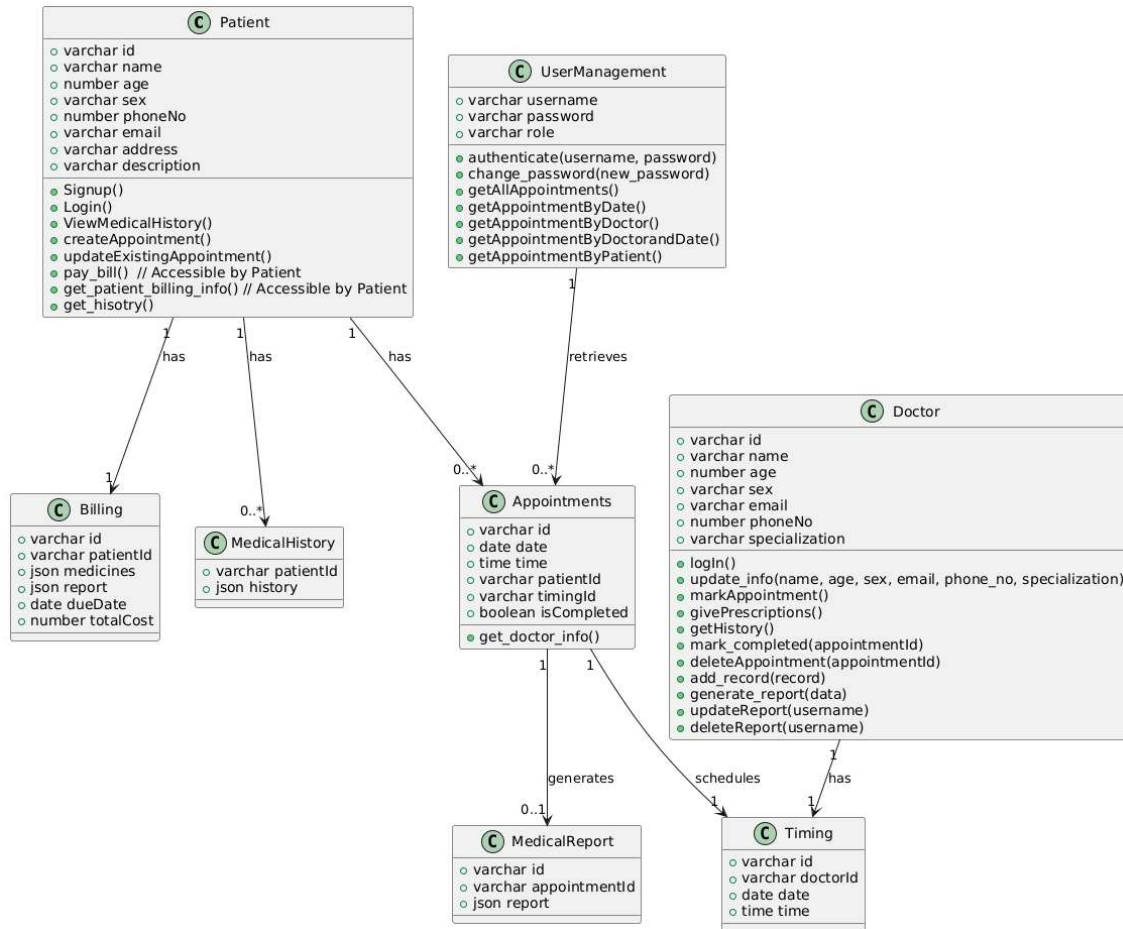 C Patient
varchar id
varchar name
number age
varchar sex
number phoneNo
varchar email
varchar address
varchar description
Signup()
Login()
ViewMedicalHistory()
createAppointment()
updateExistingAppointment()
pay_bill() // Accessible by Patient
get_patient_billing_info() // Accessible by Patient
get_hisotry()
C UserManagement
varchar username
varchar password
varchar role
authenticate(username, password)
change_password(new_password)
getAllAppointments()
getAppointmentByDate()
getAppointmentByDoctor()
getAppointmentByDoctorandDate()
getAppointmentByPatient()
1
has
1
1
has
0..*
1
has
0..*
1
retrieves
0..*
C Doctor
varchar id
varchar name
number age
varchar sex
varchar email
number phoneNo
varchar specialization
logIn()
update_info(name, age, sex, email, phone_no, specialization)
markAppointment()
givePrescriptions()
getHistory()
mark_completed(appointmentId)
deleteAppointment(appointmentId)
add_record(record)
generate_report(data)
updateReport(username)
deleteReport(username)
C Billing
varchar id
varchar patientId
json medicines
json report
date dueDate
number totalCost
C MedicalHistory
varchar patientId
json history
C Appointments
varchar id
date date
time time
varchar patientId
varchar timingId
boolean isCompleted
get_doctor_info()
1
generates
0..1
1
schedules
1
1
has
1
C MedicalReport
varchar id
varchar appointmentId
json report
C Timing
varchar id
varchar doctorId
date date
time time